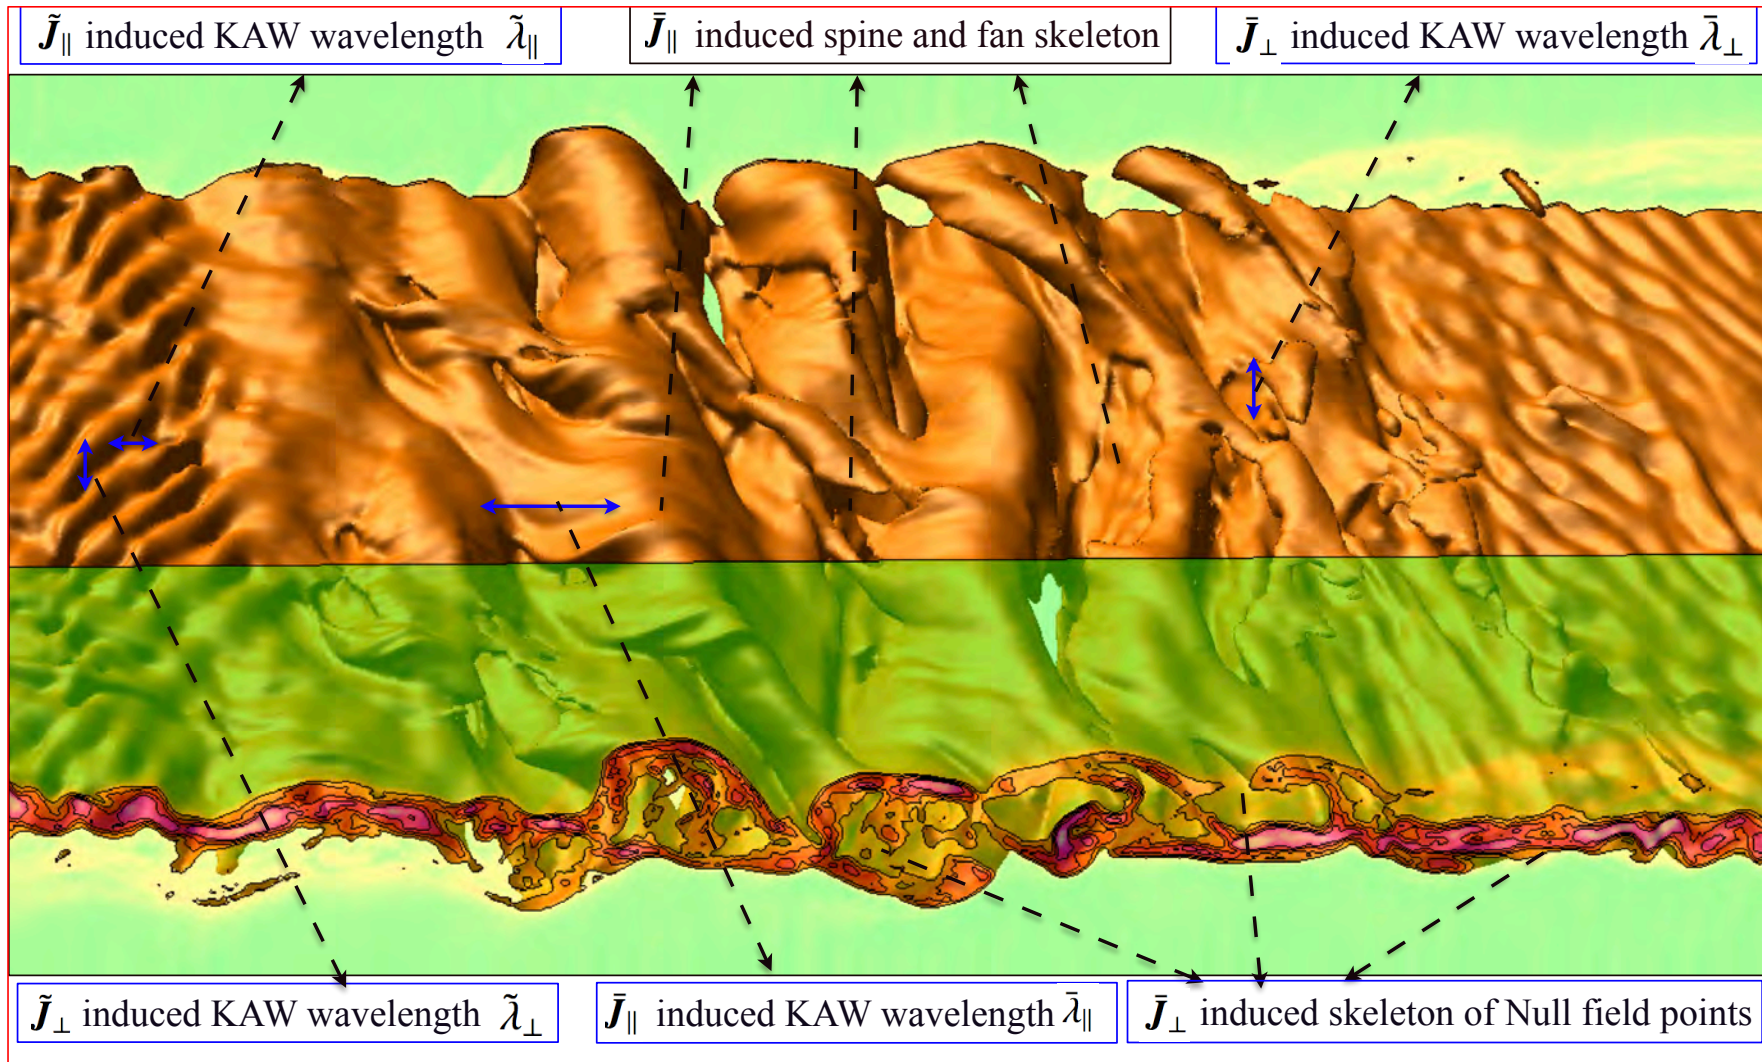 J̃∥ induced KAW wavelength λ̃∥
J̄∥ induced spine and fan skeleton
J̄⊥ induced KAW wavelength λ̄⊥
J̃⊥ induced KAW wavelength λ̃⊥
J̄∥ induced KAW wavelength λ̄∥
J̄⊥ induced skeleton of Null field points